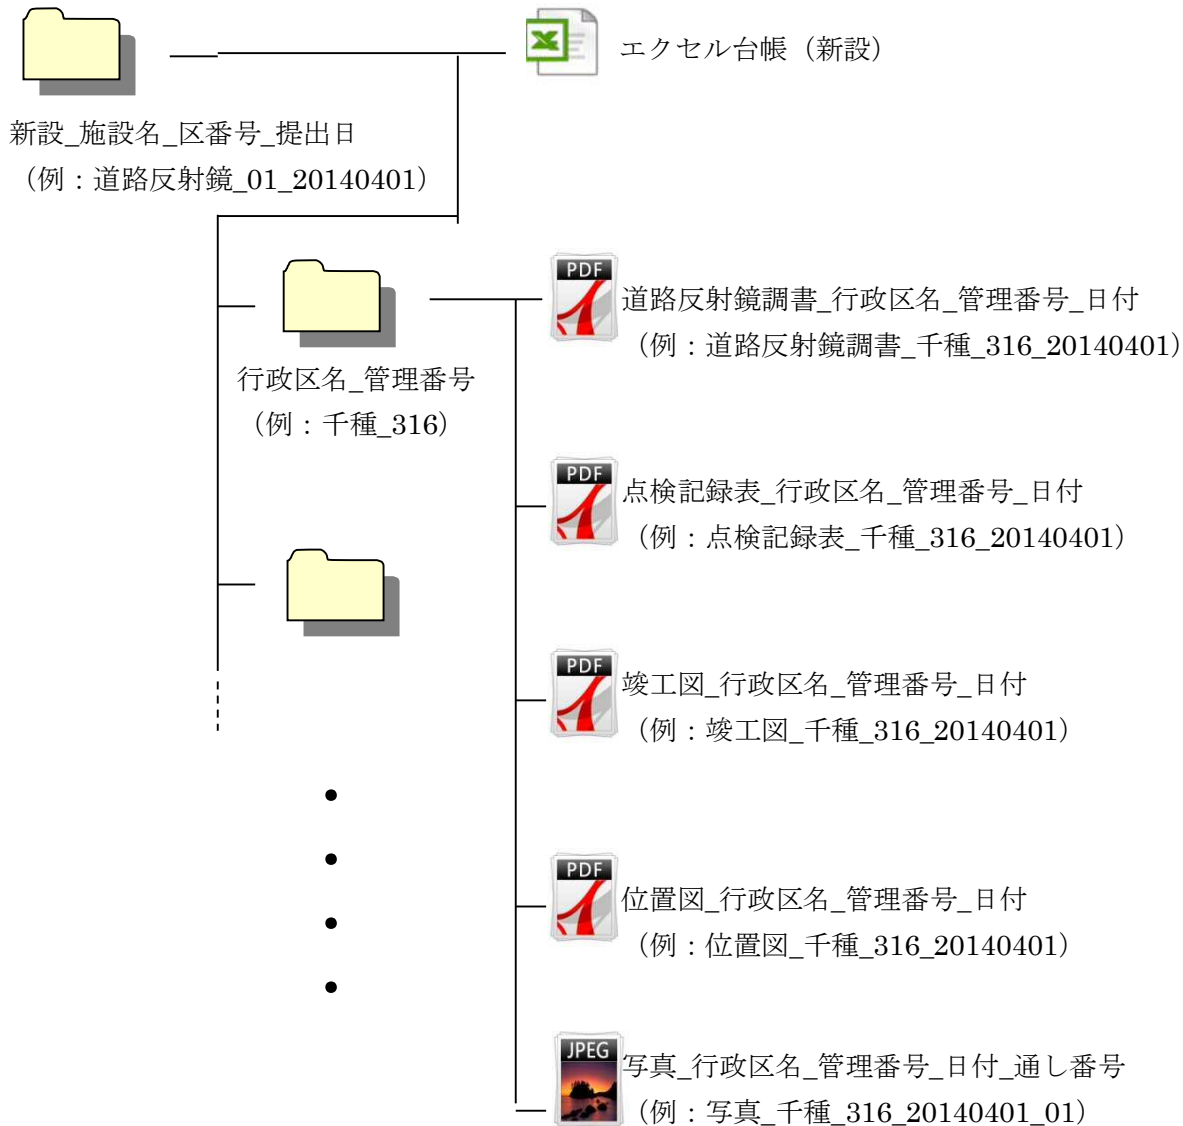 エクセル台帳（新設）
新設_施設名_区番号_提出日
（例：道路反射鏡_01_20140401）
行政区名_管理番号
（例：千種_316）
PDF
道路反射鏡調書_行政区名_管理番号_日付
（例：道路反射鏡調書_千種_316_20140401）
PDF
点検記録表_行政区名_管理番号_日付
（例：点検記録表_千種_316_20140401）
PDF
竣工図_行政区名_管理番号_日付
（例：竣工図_千種_316_20140401）
PDF
位置図_行政区名_管理番号_日付
（例：位置図_千種_316_20140401）
JPEG
写真_行政区名_管理番号_日付_通し番号
（例：写真_千種_316_20140401_01）